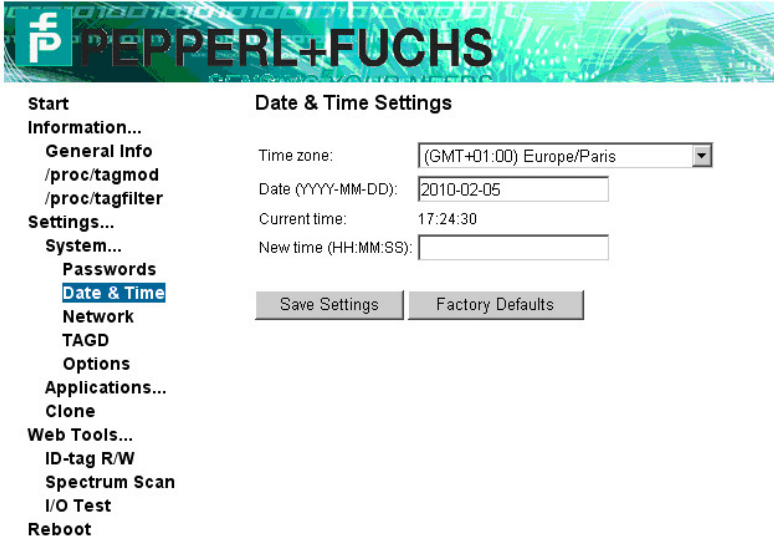 PEPPERL+FUCHS
Start
Information...
General Info
/proc/tagmod
/proc/tagfilter
Settings...
System...
Passwords
Date & Time
Network
TAGD
Options
Applications...
Clone
Web Tools...
ID-tag R/W
Spectrum Scan
I/O Test
Reboot
Date & Time Settings
Time zone: (GMT+01:00) Europe/Paris
Date (YYYY-MM-DD): 2010-02-05
Current time: 17:24:30
New time (HH:MM:SS):
Save Settings Factory Defaults